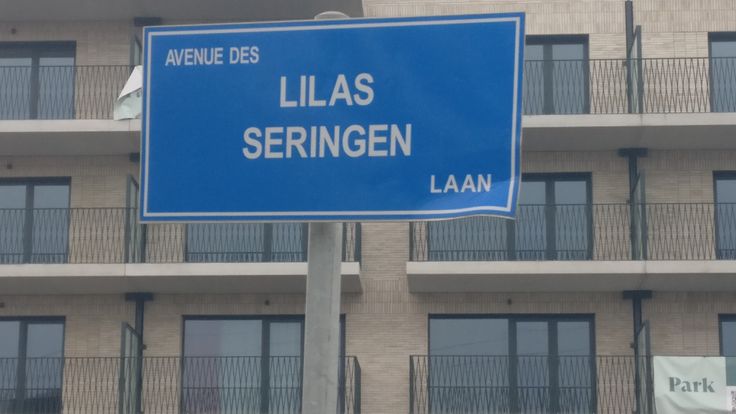 AVENUE DES
LILAS
SERINGEN
LAAN
Park